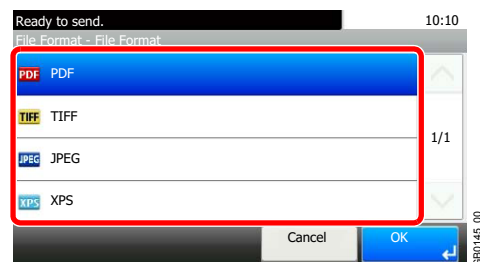 Ready to send. 10:10
File Format - File Format
PDF PDF
TIFF TIFF
1/1
JPEG JPEG
XPS XPS
Cancel OK
GB0145_00